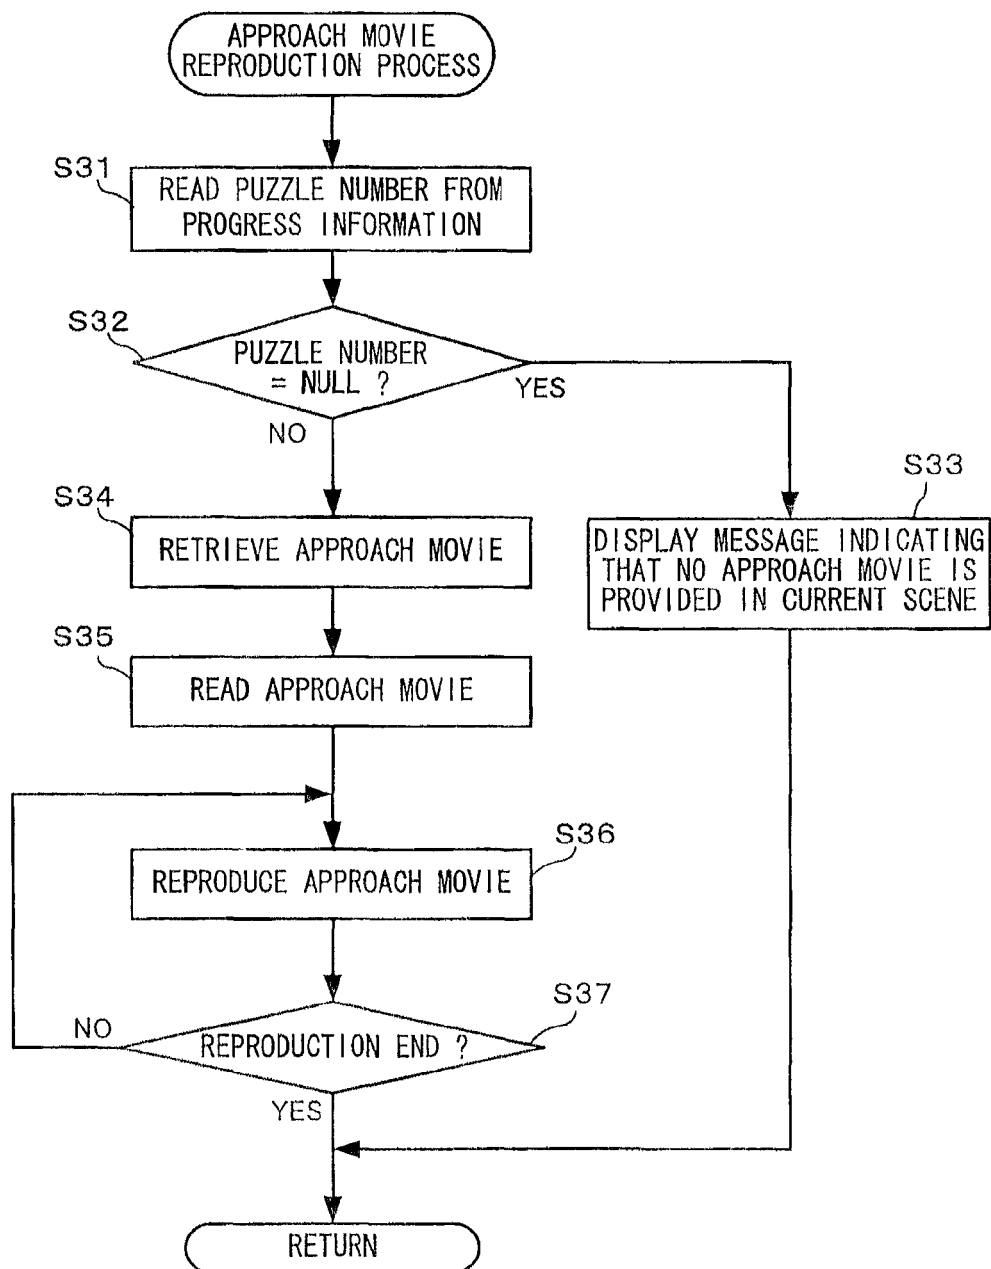 APPROACH MOVIE
REPRODUCTION PROCESS
S31
READ PUZZLE NUMBER FROM
PROGRESS INFORMATION
S32
PUZZLE NUMBER
= NULL ?
YES
NO
S33
DISPLAY MESSAGE INDICATING
THAT NO APPROACH MOVIE IS
PROVIDED IN CURRENT SCENE
S34
RETRIEVE APPROACH MOVIE
S35
READ APPROACH MOVIE
S36
REPRODUCE APPROACH MOVIE
S37
REPRODUCTION END ?
NO
YES
RETURN